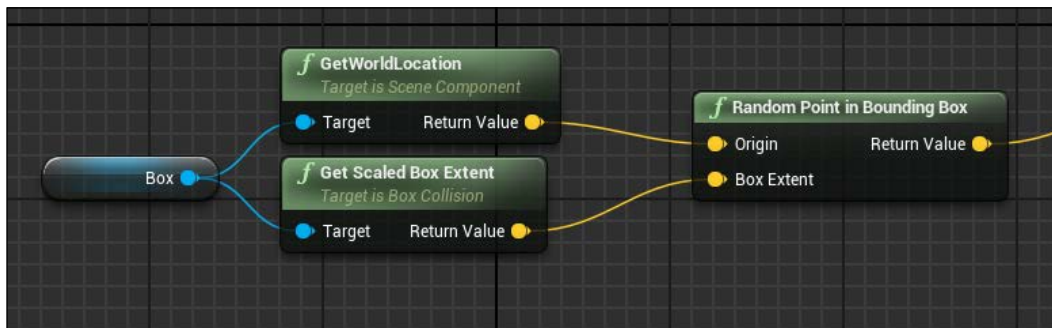 f GetWorldLocation
Target is Scene Component
Target Return Value
Box
f Get Scaled Box Extent
Target is Box Collision
Target Return Value
f Random Point in Bounding Box
Origin Return Value
Box Extent